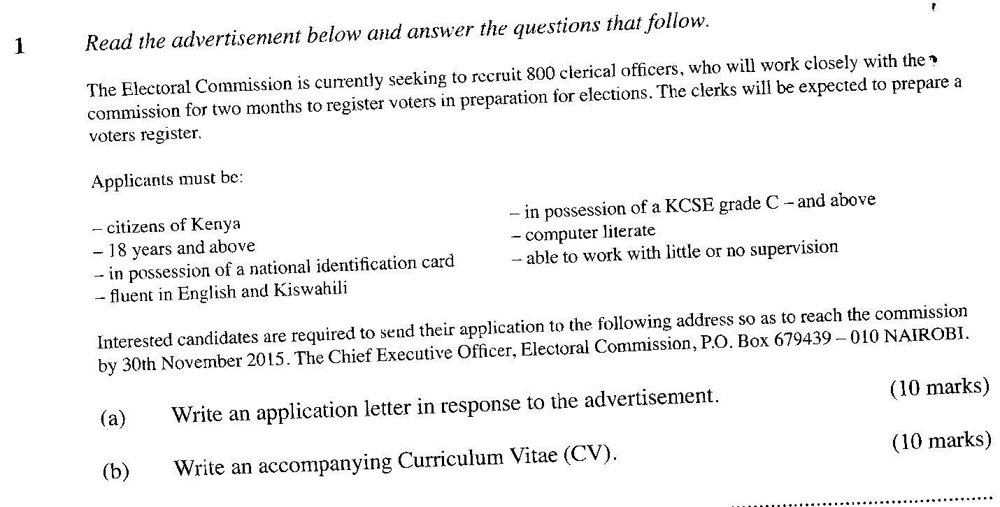 1 Read the advertisement below and answer the questions that follow.
The Electoral Commission is currently seeking to recruit 800 clerical officers, who will work closely with the
commission for two months to register voters in preparation for elections. The clerks will be expected to prepare a
voters register.
Applicants must be:
– citizens of Kenya
– 18 years and above
– in possession of a national identification card
– fluent in English and Kiswahili
– in possession of a KCSE grade C – and above
– computer literate
– able to work with little or no supervision
Interested candidates are required to send their application to the following address so as to reach the commission
by 30th November 2015. The Chief Executive Officer, Electoral Commission, P.O. Box 679439 – 010 NAIROBI.
(a) Write an application letter in response to the advertisement. (10 marks)
(b) Write an accompanying Curriculum Vitae (CV). (10 marks)